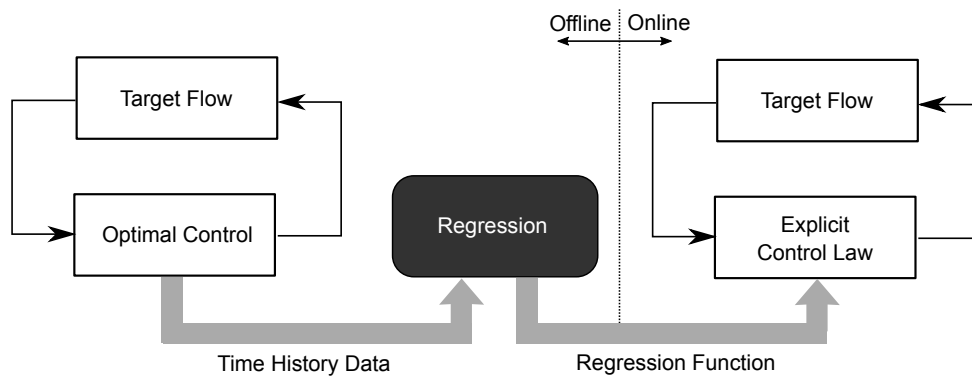 Offline Online
Target Flow
Target Flow
Optimal Control
Regression
Explicit
Control Law
Time History Data
Regression Function